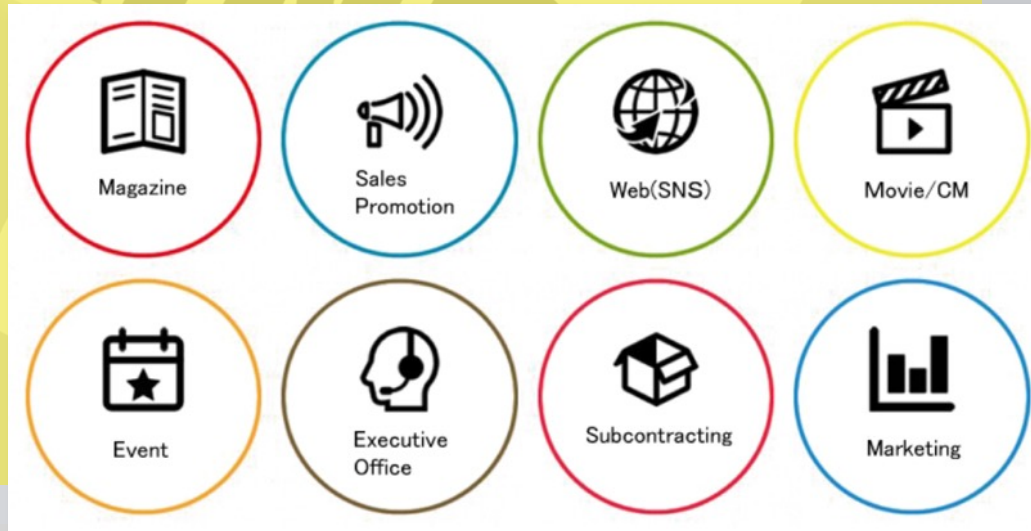 Magazine
Sales
Promotion
Web(SNS)
Movie/CM
Event
Executive
Office
Subcontracting
Marketing